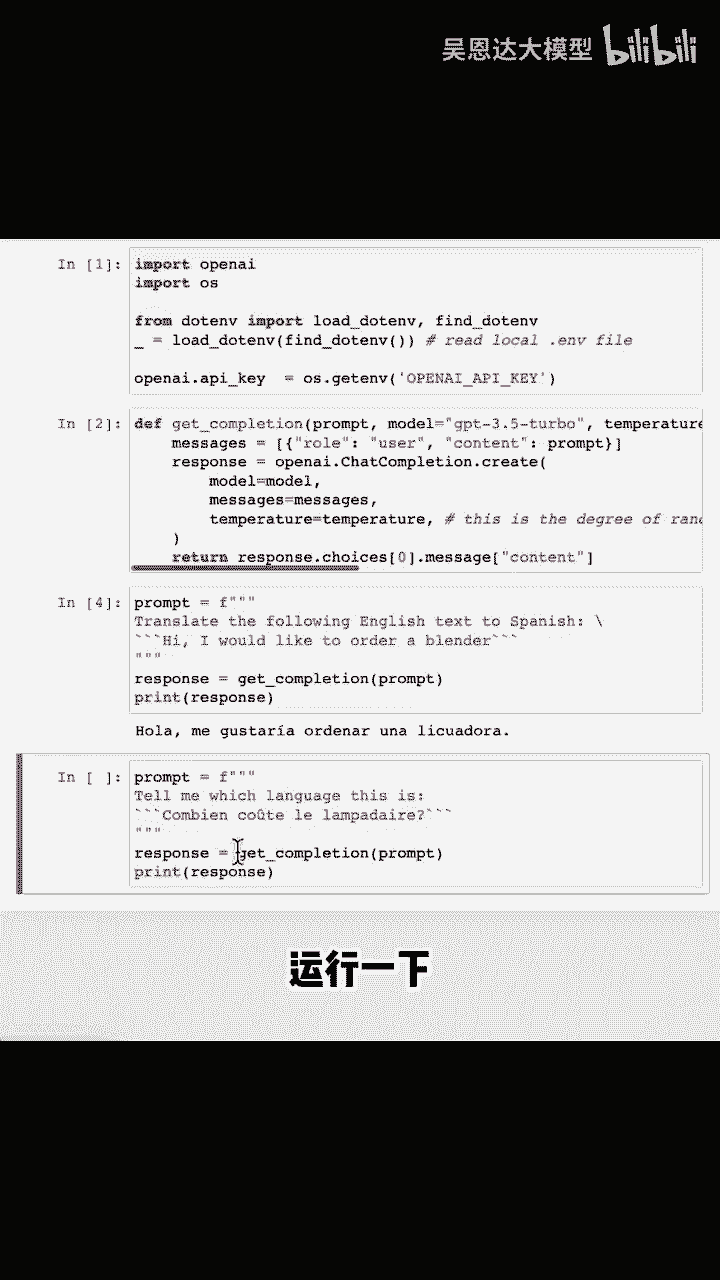 吴恩达大模型 bilibili
In [1]: import openai
import os
from dotenv import load_dotenv, find_dotenv
_ = load_dotenv(find_dotenv()) # read local .env file
openai.api_key  = os.getenv('OPENAI_API_KEY')
In [2]: def get_completion(prompt, model="gpt-3.5-turbo", temperature
    messages = [{"role": "user", "content": prompt}]
    response = openai.ChatCompletion.create(
        model=model,
        messages=messages,
        temperature=temperature, # this is the degree of
    )
    return response.choices[0].message["content"]
In [4]: prompt = f"""
Translate the following English text to Spanish: \
```Hi, I would like to order a blender```
"""
response = get_completion(prompt)
print(response)
Hola, me gustaría ordenar una licuadora.
In [ ]: prompt = f"""
Tell me which language this is:
```Combien coûte le lampadaire?```
"""
response = get_completion(prompt)
print(response)
运行一下